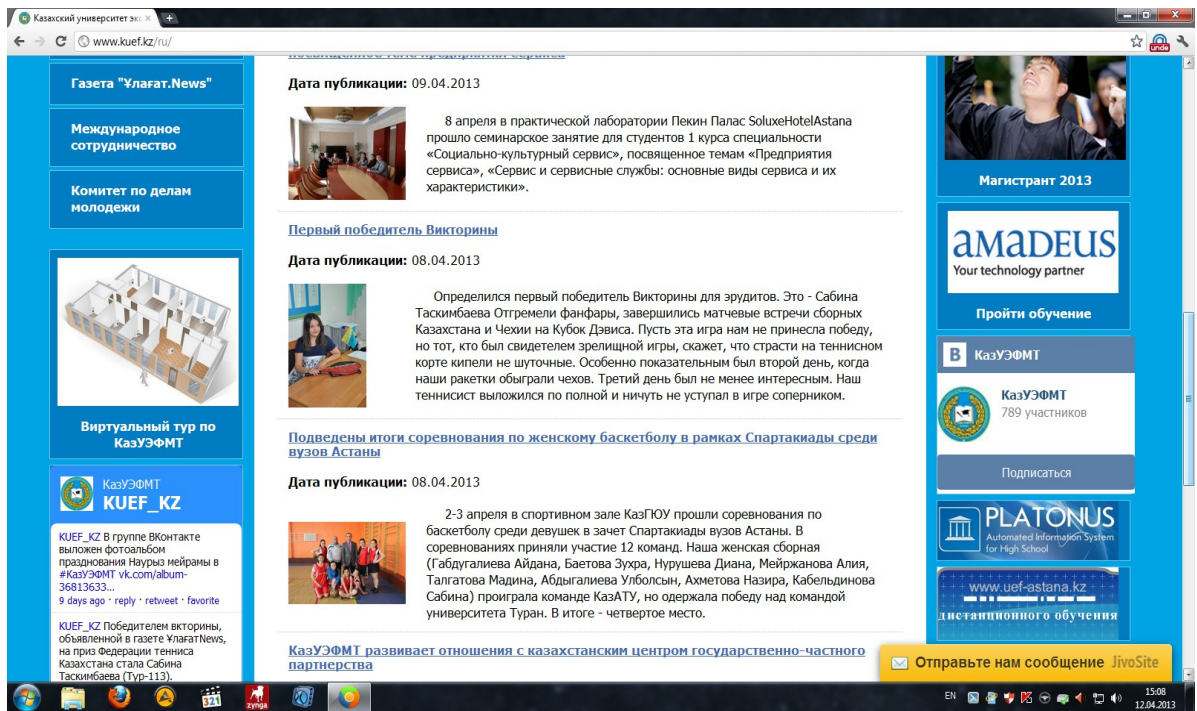 Казахский университет экс
www.kuef.kz/ru/
unde
Газета "Ұлағат.News"
Международное
сотрудничество
Комитет по делам
молодежи
Виртуальный тур по
КазУЭФМТ
КазУЭФМТ
KUEF_KZ
KUEF_KZ В группе ВКонтакте
выложен фотоальбом
празднования Наурыз мейрамы в
#КазУЭФМТ vk.com/album-
36813633...
9 days ago · reply · retweet · favorite
KUEF_KZ Победителем вкторины,
объявленной в газете ҰлағатNews,
на приз Федерации тенниса
Казахстана стала Сабина
Таскимбаева (Тур-113).
посвященное теме предприятия сервиса
Дата публикации: 09.04.2013
8 апреля в практической лаборатории Пекин Палас SoluxeHotelAstana
прошло семинарское занятие для студентов 1 курса специальности
«Социально-культурный сервис», посвященное темам «Предприятия
сервиса», «Сервис и сервисные службы: основные виды сервиса и их
характеристики».
Первый победитель Викторины
Дата публикации: 08.04.2013
Определился первый победитель Викторины для эрудитов. Это - Сабина
Таскимбаева Отгремели фанфары, завершились матчевые встречи сборных
Казахстана и Чехии на Кубок Дэвиса. Пусть эта игра нам не принесла победу,
но тот, кто был свидетелем зрелищной игры, скажет, что страсти на теннисном
корте кипели не шуточные. Особенно показательным был второй день, когда
наши ракетки обыграли чехов. Третий день был не менее интересным. Наш
теннисист выложился по полной и ничуть не уступал в игре соперником.
Подведены итоги соревнования по женскому баскетболу в рамках Спартакиады среди
вузов Астаны
Дата публикации: 08.04.2013
2-3 апреля в спортивном зале КазГЮУ прошли соревнования по
баскетболу среди девушек в зачет Спартакиады вузов Астаны. В
соревнованиях приняли участие 12 команд. Наша женская сборная
(Габдугалиева Айдана, Баетова Зухра, Нурушева Диана, Мейржанова Алия,
Талгатова Мадина, Абдыгалиева Улболсын, Ахметова Назира, Кабельдинова
Сабина) проиграла команде КазАТУ, но одержала победу над командой
университета Туран. В итоге - четвертое место.
КазУЭФМТ развивает отношения с казахстанским центром государственно-частного
партнерства
Магистрант 2013
aмaDEUS
Your technology partner
Пройти обучение
В КазУЭФМТ
КазУЭФМТ
789 участников
Подписаться
PLATONUS
Automated Information System
for High School
www.uef-astana.kz
дистанционного обучения
Отправьте нам сообщение JivoSite
321
zynga
EN
15:08
12.04.2013